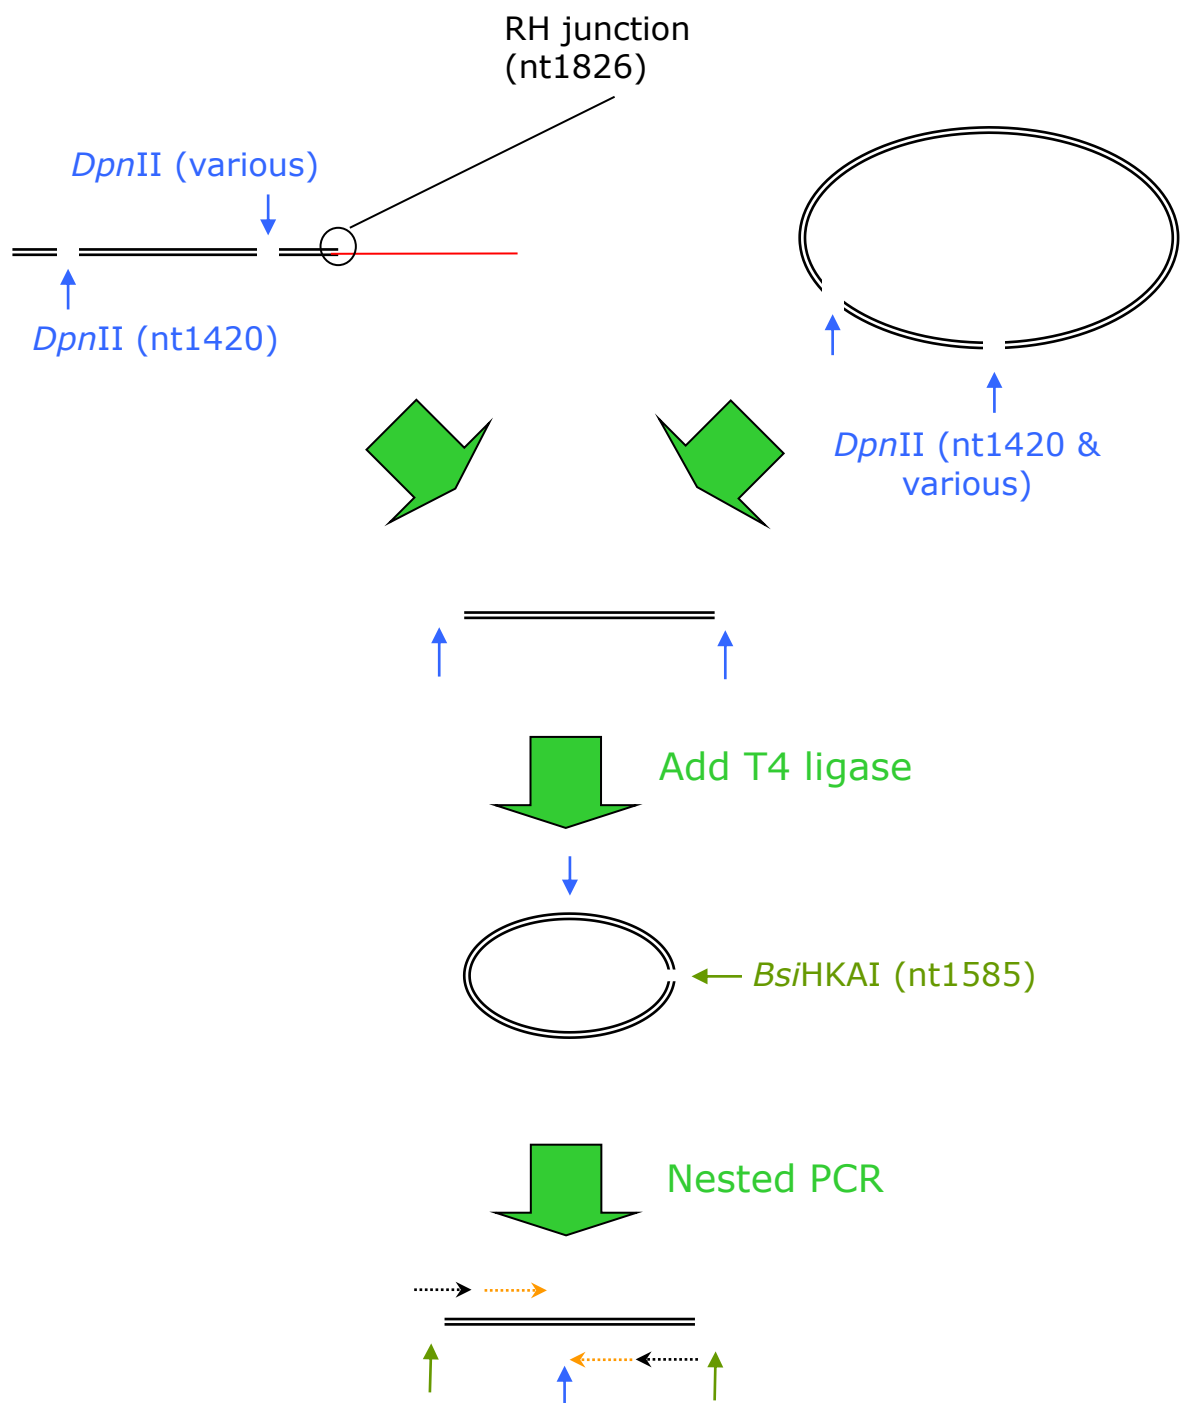 RH junction
(nt1826)
DpnII (various)
DpnII (nt1420)
DpnII (nt1420 &
various)
Add T4 ligase
BsiHKAI (nt1585)
Nested PCR